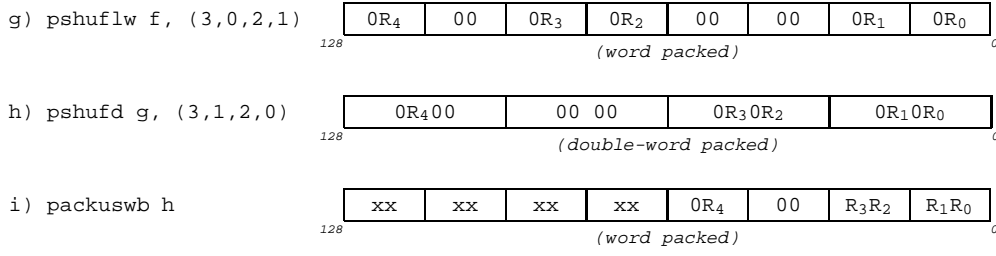 g) pshuflw f, (3,0,2,1) 0R₄ 00 0R₃ 0R₂ 00 00 0R₁ 0R₀
128 0
(word packed)
h) pshufd g, (3,1,2,0) 0R₄00 00 00 0R₃0R₂ 0R₁0R₀
128 0
(double-word packed)
i) packuswb h xx xx xx xx 0R₄ 00 R₃R₂ R₁R₀
128 0
(word packed)